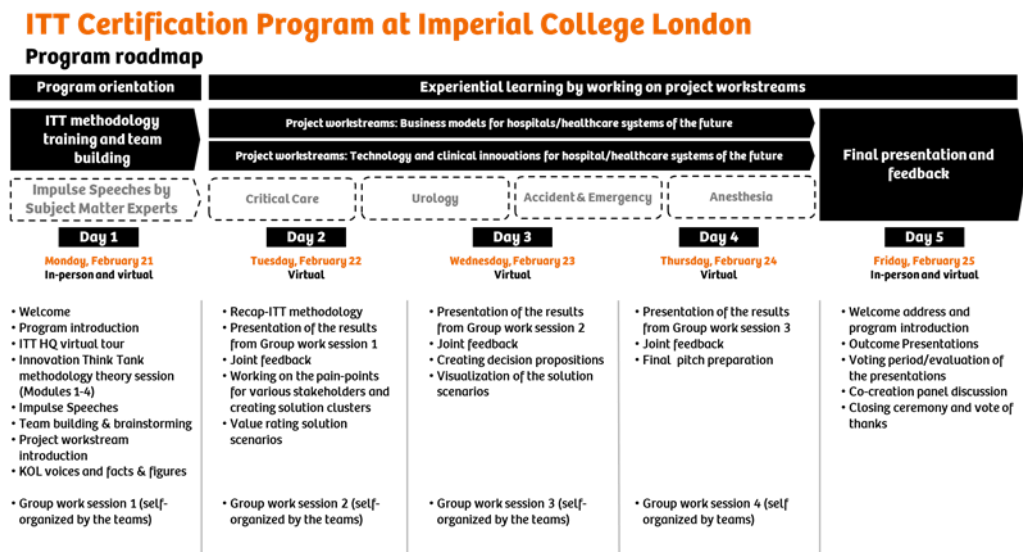 ITT Certification Program at Imperial College London
Program roadmap
Program orientation
Experiential learning by working on project workstreams
ITT methodology
training and team
building
Project workstreams: Business models for hospitals/healthcare systems of the future
Project workstreams: Technology and clinical innovations for hospital/healthcare systems of the future
Final presentation and
feedback
Impulse Speeches by
Subject Matter Experts
Critical Care
Urology
Accident & Emergency
Anesthesia
Day 1
Monday, February 21
In-person and virtual
• Welcome
• Program introduction
• ITT HQ virtual tour
• Innovation Think Tank
methodology theory session
(Modules 1-4)
• Impulse Speeches
• Team building & brainstorming
• Project workstream
introduction
• KOL voices and facts & figures
• Group work session 1 (self-
organized by the teams)
Day 2
Tuesday, February 22
Virtual
• Recap-ITT methodology
• Presentation of the results
from Group work session 1
• Joint feedback
• Working on the pain-points
for various stakeholders and
creating solution clusters
• Value rating solution
scenarios
• Group work session 2 (self-
organized by the teams)
Day 3
Wednesday, February 23
Virtual
• Presentation of the results
from Group work session 2
• Joint feedback
• Creating decision propositions
• Visualization of the solution
scenarios
• Group work session 3 (self-
organized by the teams)
Day 4
Thursday, February 24
Virtual
• Presentation of the results
from Group work session 3
• Joint feedback
• Final pitch preparation
• Group work session 4 (self
organized by teams)
Day 5
Friday, February 25
In-person and virtual
• Welcome address and
program introduction
• Outcome Presentations
• Voting period/evaluation of
the presentations
• Co-creation panel discussion
• Closing ceremony and vote of
thanks